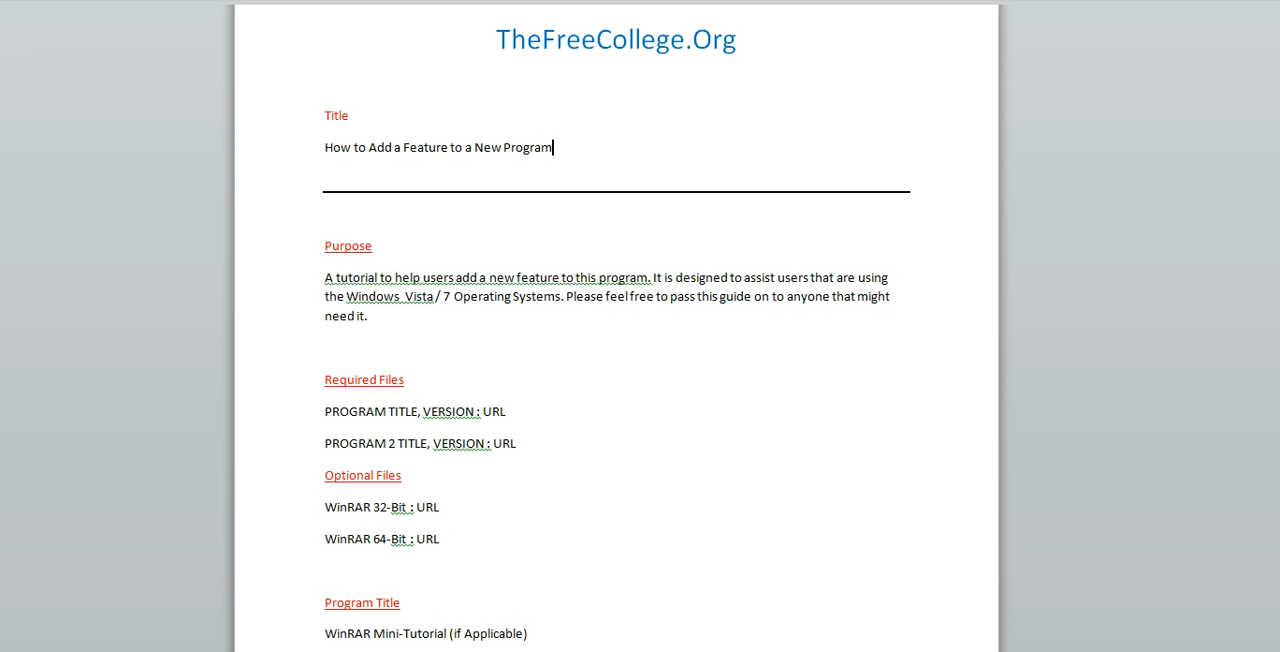 TheFreeCollege.Org
Title
How to Add a Feature to a New Program
Purpose
A tutorial to help users add a new feature to this program. It is designed to assist users that are using
the Windows  Vista / 7 Operating Systems. Please feel free to pass this guide on to anyone that might
need it.
Required Files
PROGRAM TITLE, VERSION : URL
PROGRAM 2 TITLE, VERSION : URL
Optional Files
WinRAR 32-Bit : URL
WinRAR 64-Bit : URL
Program Title
WinRAR Mini-Tutorial (if Applicable)